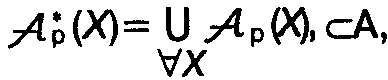 𝒜*ₚ(X) = ∪ 𝒜ₚ(X), ⊂A,
∀X